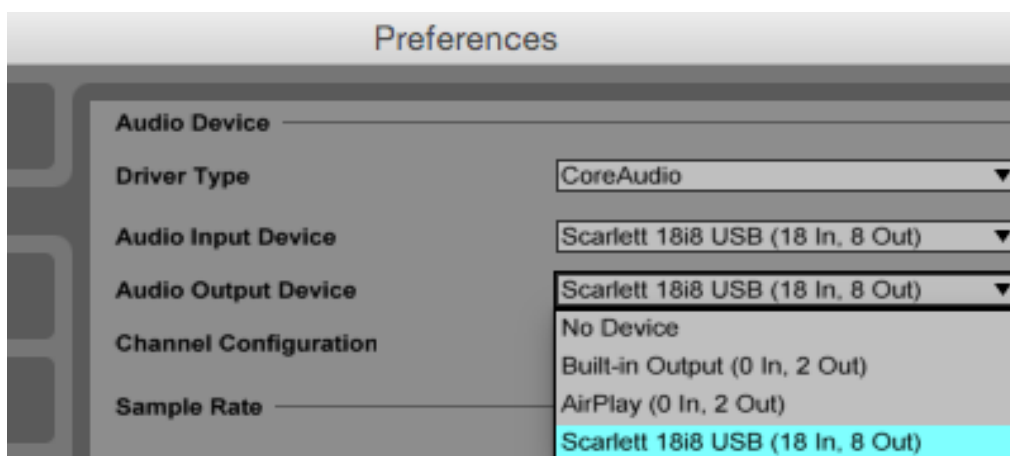 Preferences
Audio Device
Driver Type CoreAudio
Audio Input Device Scarlett 18i8 USB (18 In, 8 Out)
Audio Output Device Scarlett 18i8 USB (18 In, 8 Out)
No Device
Channel Configuration
Built-in Output (0 In, 2 Out)
AirPlay (0 In, 2 Out)
Sample Rate
Scarlett 18i8 USB (18 In, 8 Out)